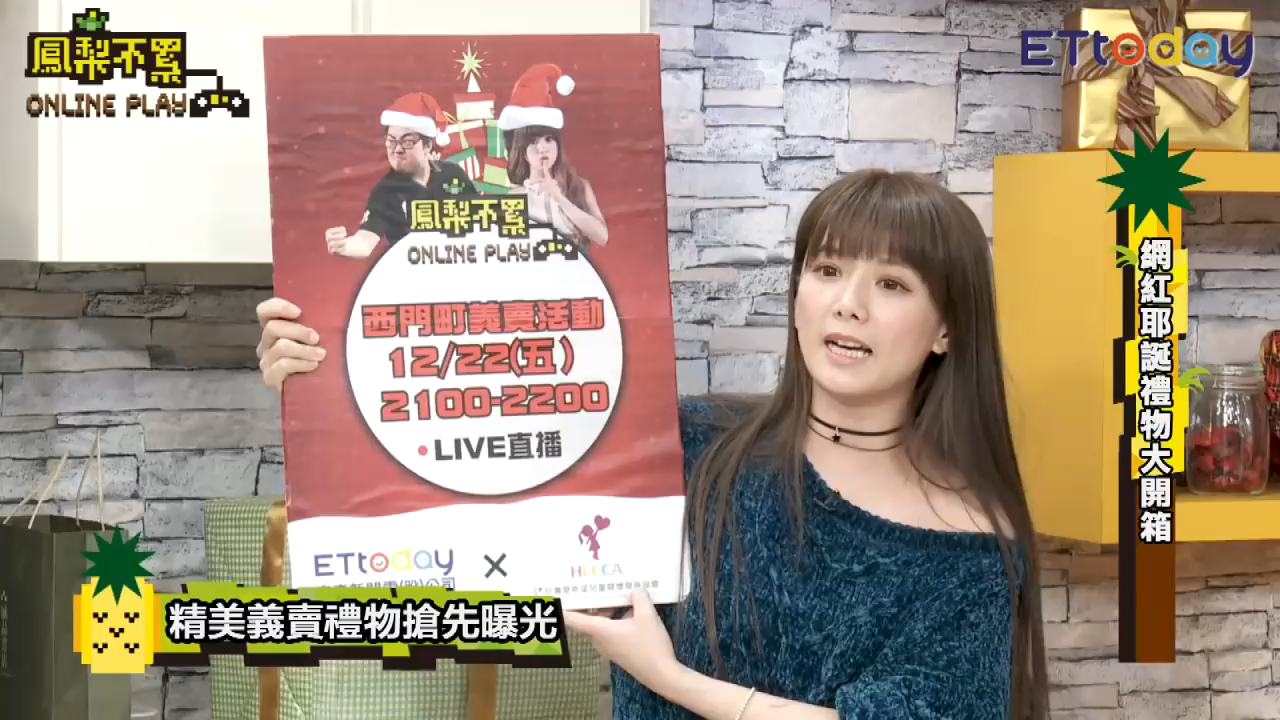 鳳梨不累
ONLINE PLAY
ETtoday
鳳梨不累
ONLINE PLAY
西門町義賣活動
12/22(五)
2100-2200
•LIVE直播
ETtoday
×
HECCA
網紅耶誕禮物大開箱
精美義賣禮物搶先曝光